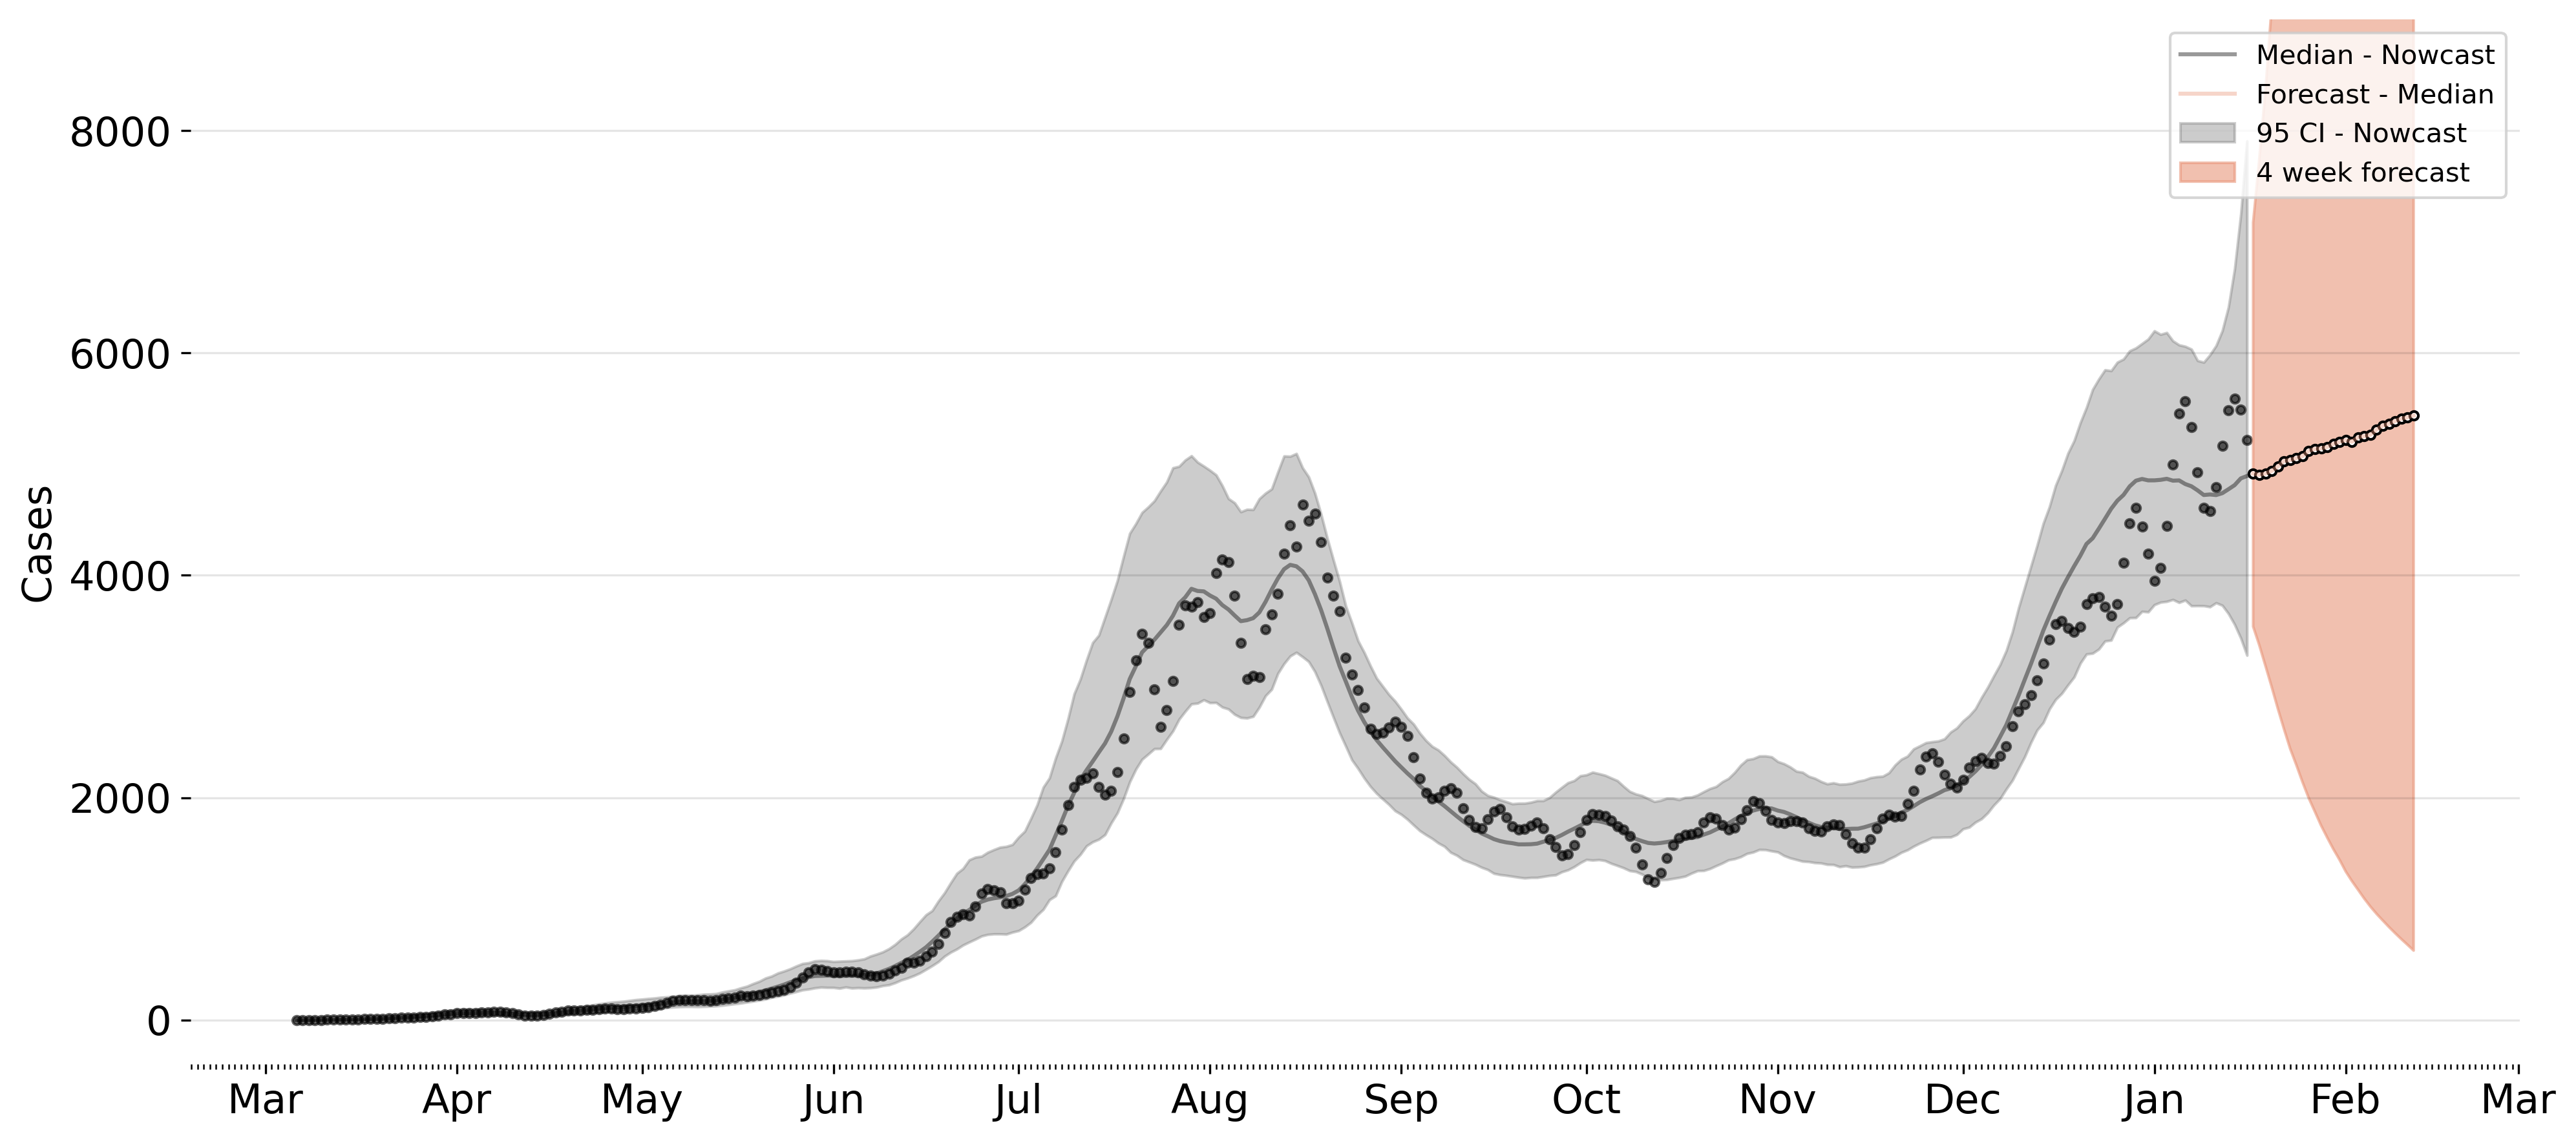 Median - Nowcast
Forecast - Median
95 CI - Nowcast
4 week forecast
8000
6000
4000
2000
0
Cases
Mar Apr May Jun Jul Aug Sep Oct Nov Dec Jan Feb Mar